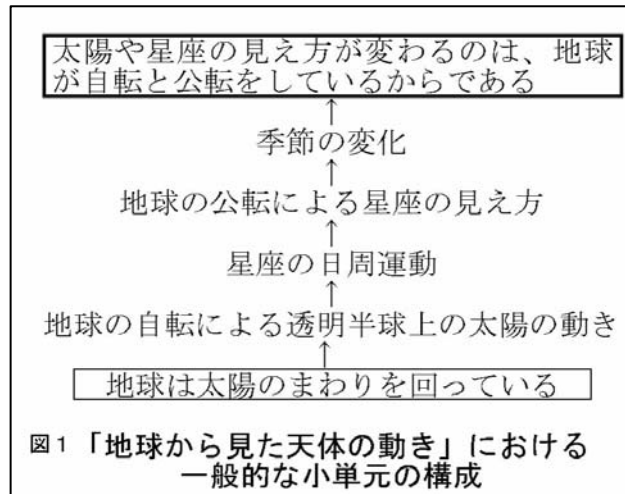 太陽や星座の見え方が変わるのは、地球
が自転と公転をしているからである
↑
季節の変化
↑
地球の公転による星座の見え方
↑
星座の日周運動
↑
地球の自転による透明半球上の太陽の動き
↑
地球は太陽のまわりを回っている
図1 「地球から見た天体の動き」における
一般的な小単元の構成